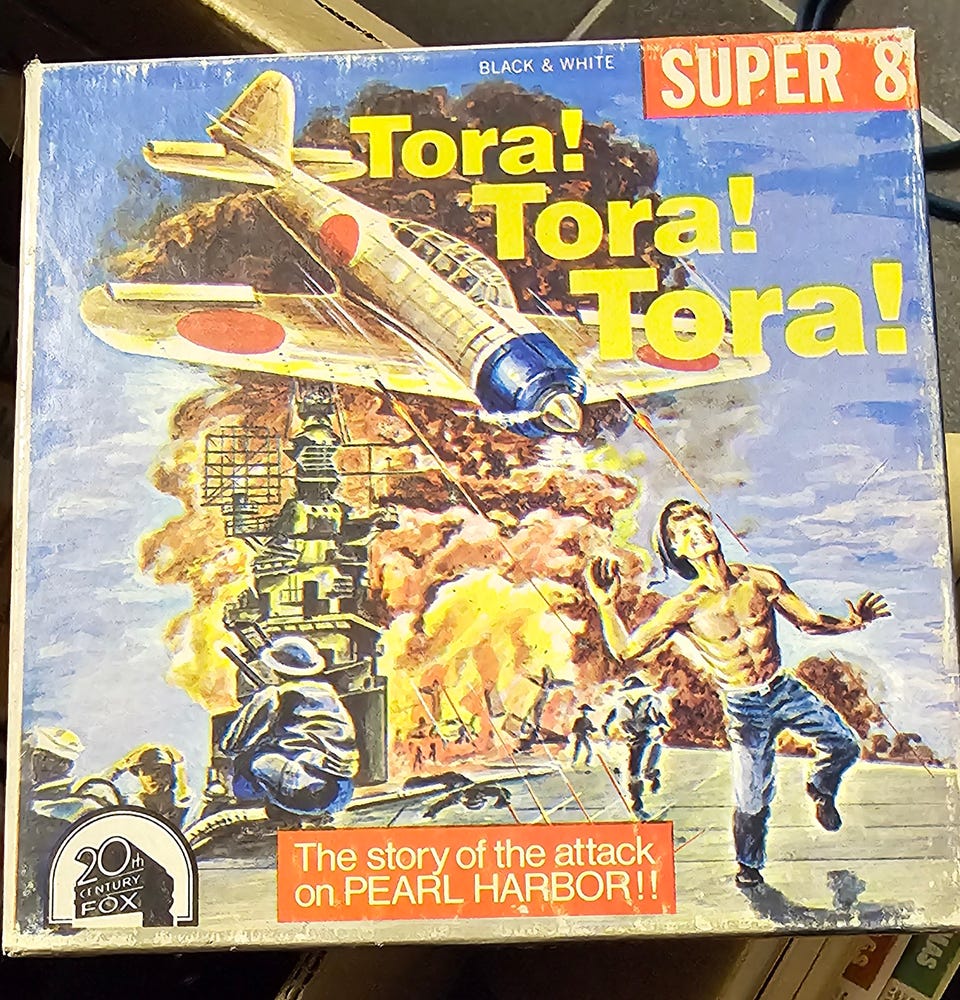 BLACK & WHITE
SUPER 8
Tora!
Tora!
Tora!
20th
CENTURY
FOX
The story of the attack
on PEARL HARBOR!!